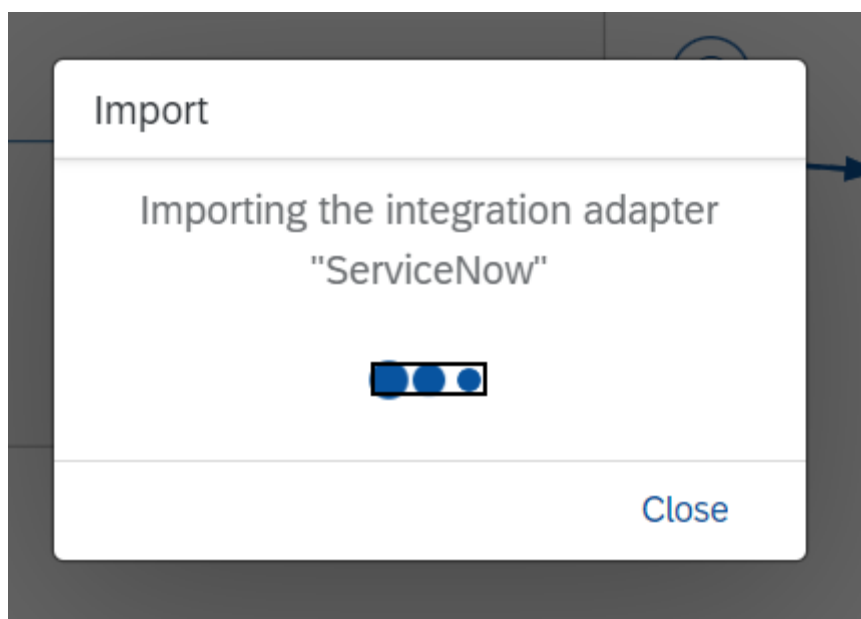 Import
Importing the integration adapter
"ServiceNow"
Close